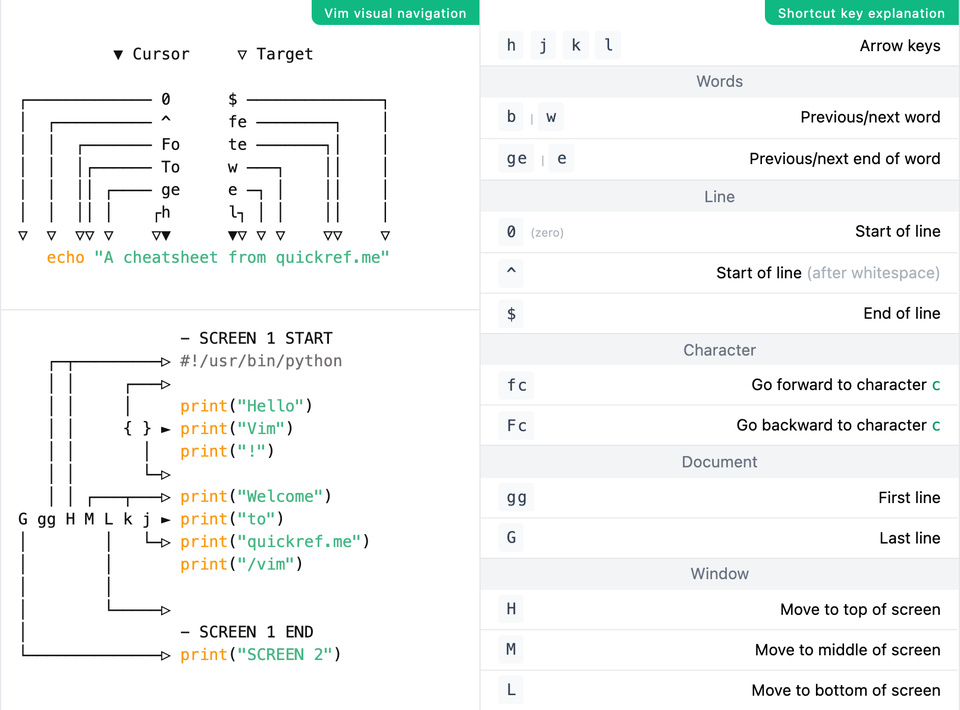 Vim visual navigation
▼ Cursor ▽ Target
0 $
^ fe
Fo te
To w
ge e
h l
echo "A cheatsheet from quickref.me"
– SCREEN 1 START
#!/usr/bin/python
print("Hello")
{ } print("Vim")
print("!")
print("Welcome")
G gg H M L k j print("to")
print("quickref.me")
print("/vim")
– SCREEN 1 END
print("SCREEN 2")
Shortcut key explanation
h j k l Arrow keys
Words
b | w Previous/next word
ge | e Previous/next end of word
Line
0 (zero) Start of line
^ Start of line (after whitespace)
$ End of line
Character
fc Go forward to character c
Fc Go backward to character c
Document
gg First line
G Last line
Window
H Move to top of screen
M Move to middle of screen
L Move to bottom of screen